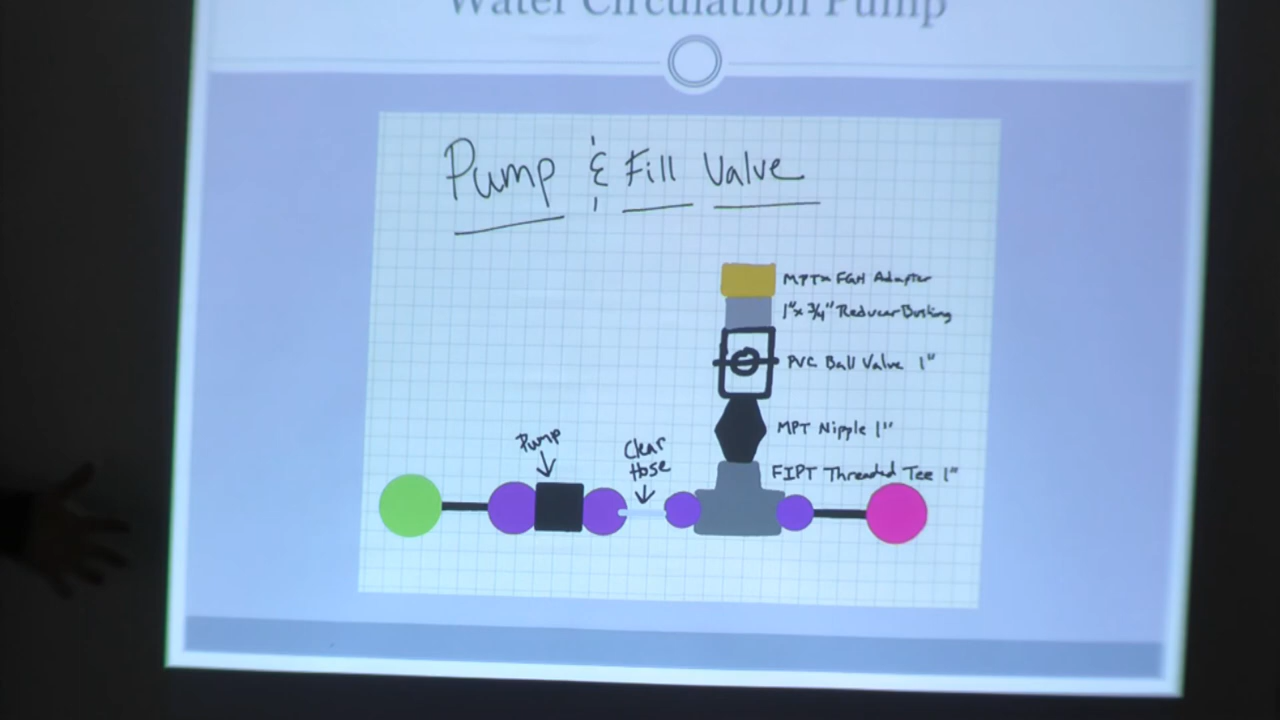 Water Circulation Pump
Pump & Fill Valve
MPT x FGH Adapter
1" x 3/4" Reducer Bushing
PVC Ball Valve 1"
MPT Nipple 1"
Pump
Clear
Hose
FIPT Threaded Tee 1"